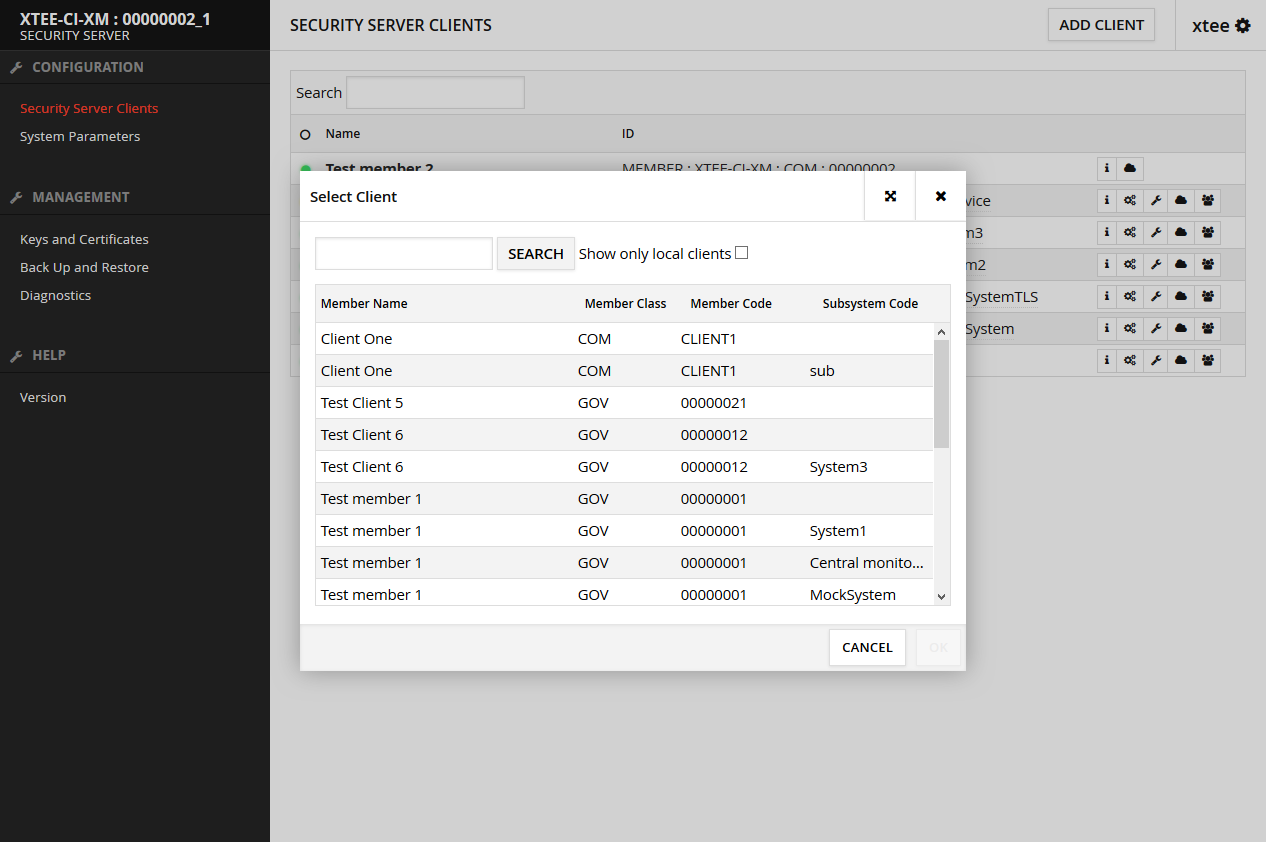 XTEE-CI-XM : 00000002_1
SECURITY SERVER
CONFIGURATION
Security Server Clients
System Parameters
MANAGEMENT
Keys and Certificates
Back Up and Restore
Diagnostics
HELP
Version
SECURITY SERVER CLIENTS
ADD CLIENT
xtee
Search
Name ID
Test member 2 MEMBER : XTEE-CI-XM : COM : 00000002
vice
m3
m2
SystemTLS
System
Select Client
SEARCH Show only local clients
Member Name Member Class Member Code Subsystem Code
Client One COM CLIENT1
Client One COM CLIENT1 sub
Test Client 5 GOV 00000021
Test Client 6 GOV 00000012
Test Client 6 GOV 00000012 System3
Test member 1 GOV 00000001
Test member 1 GOV 00000001 System1
Test member 1 GOV 00000001 Central monito...
Test member 1 GOV 00000001 MockSystem
CANCEL OK